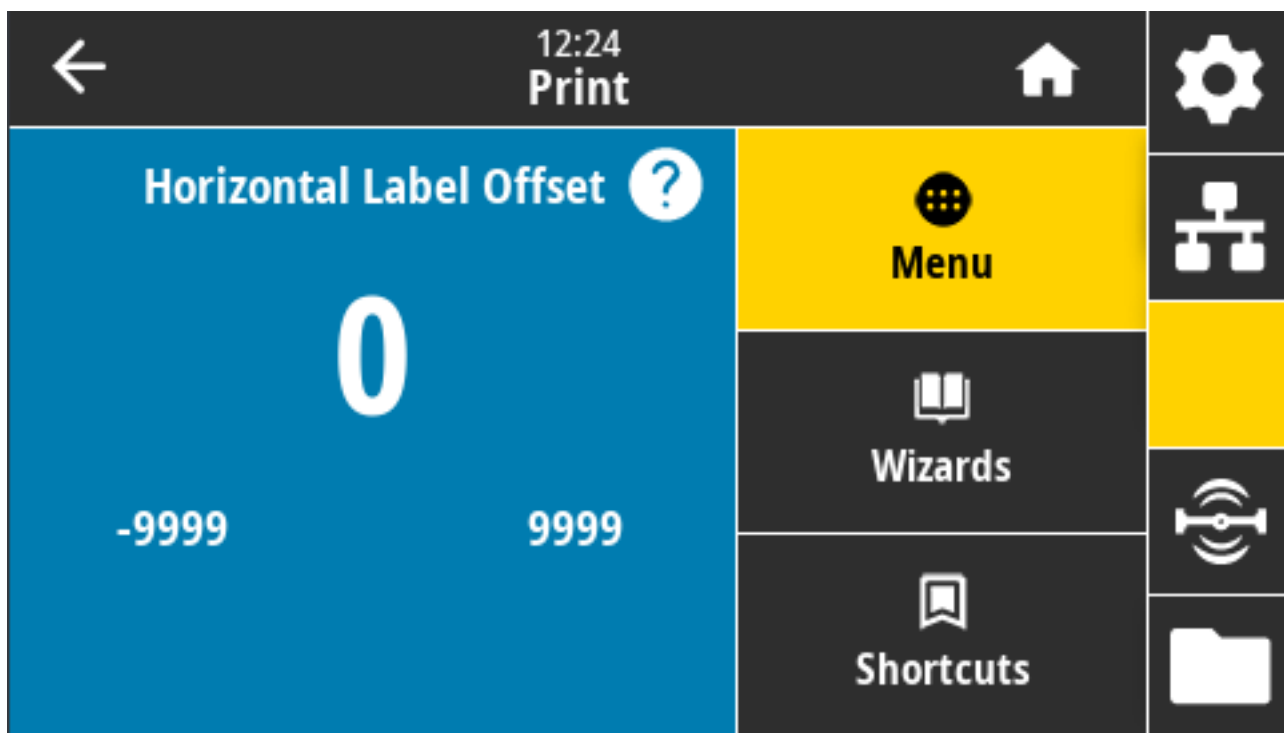 12:24
Print
Horizontal Label Offset ?
0
-9999 9999
Menu
Wizards
Shortcuts